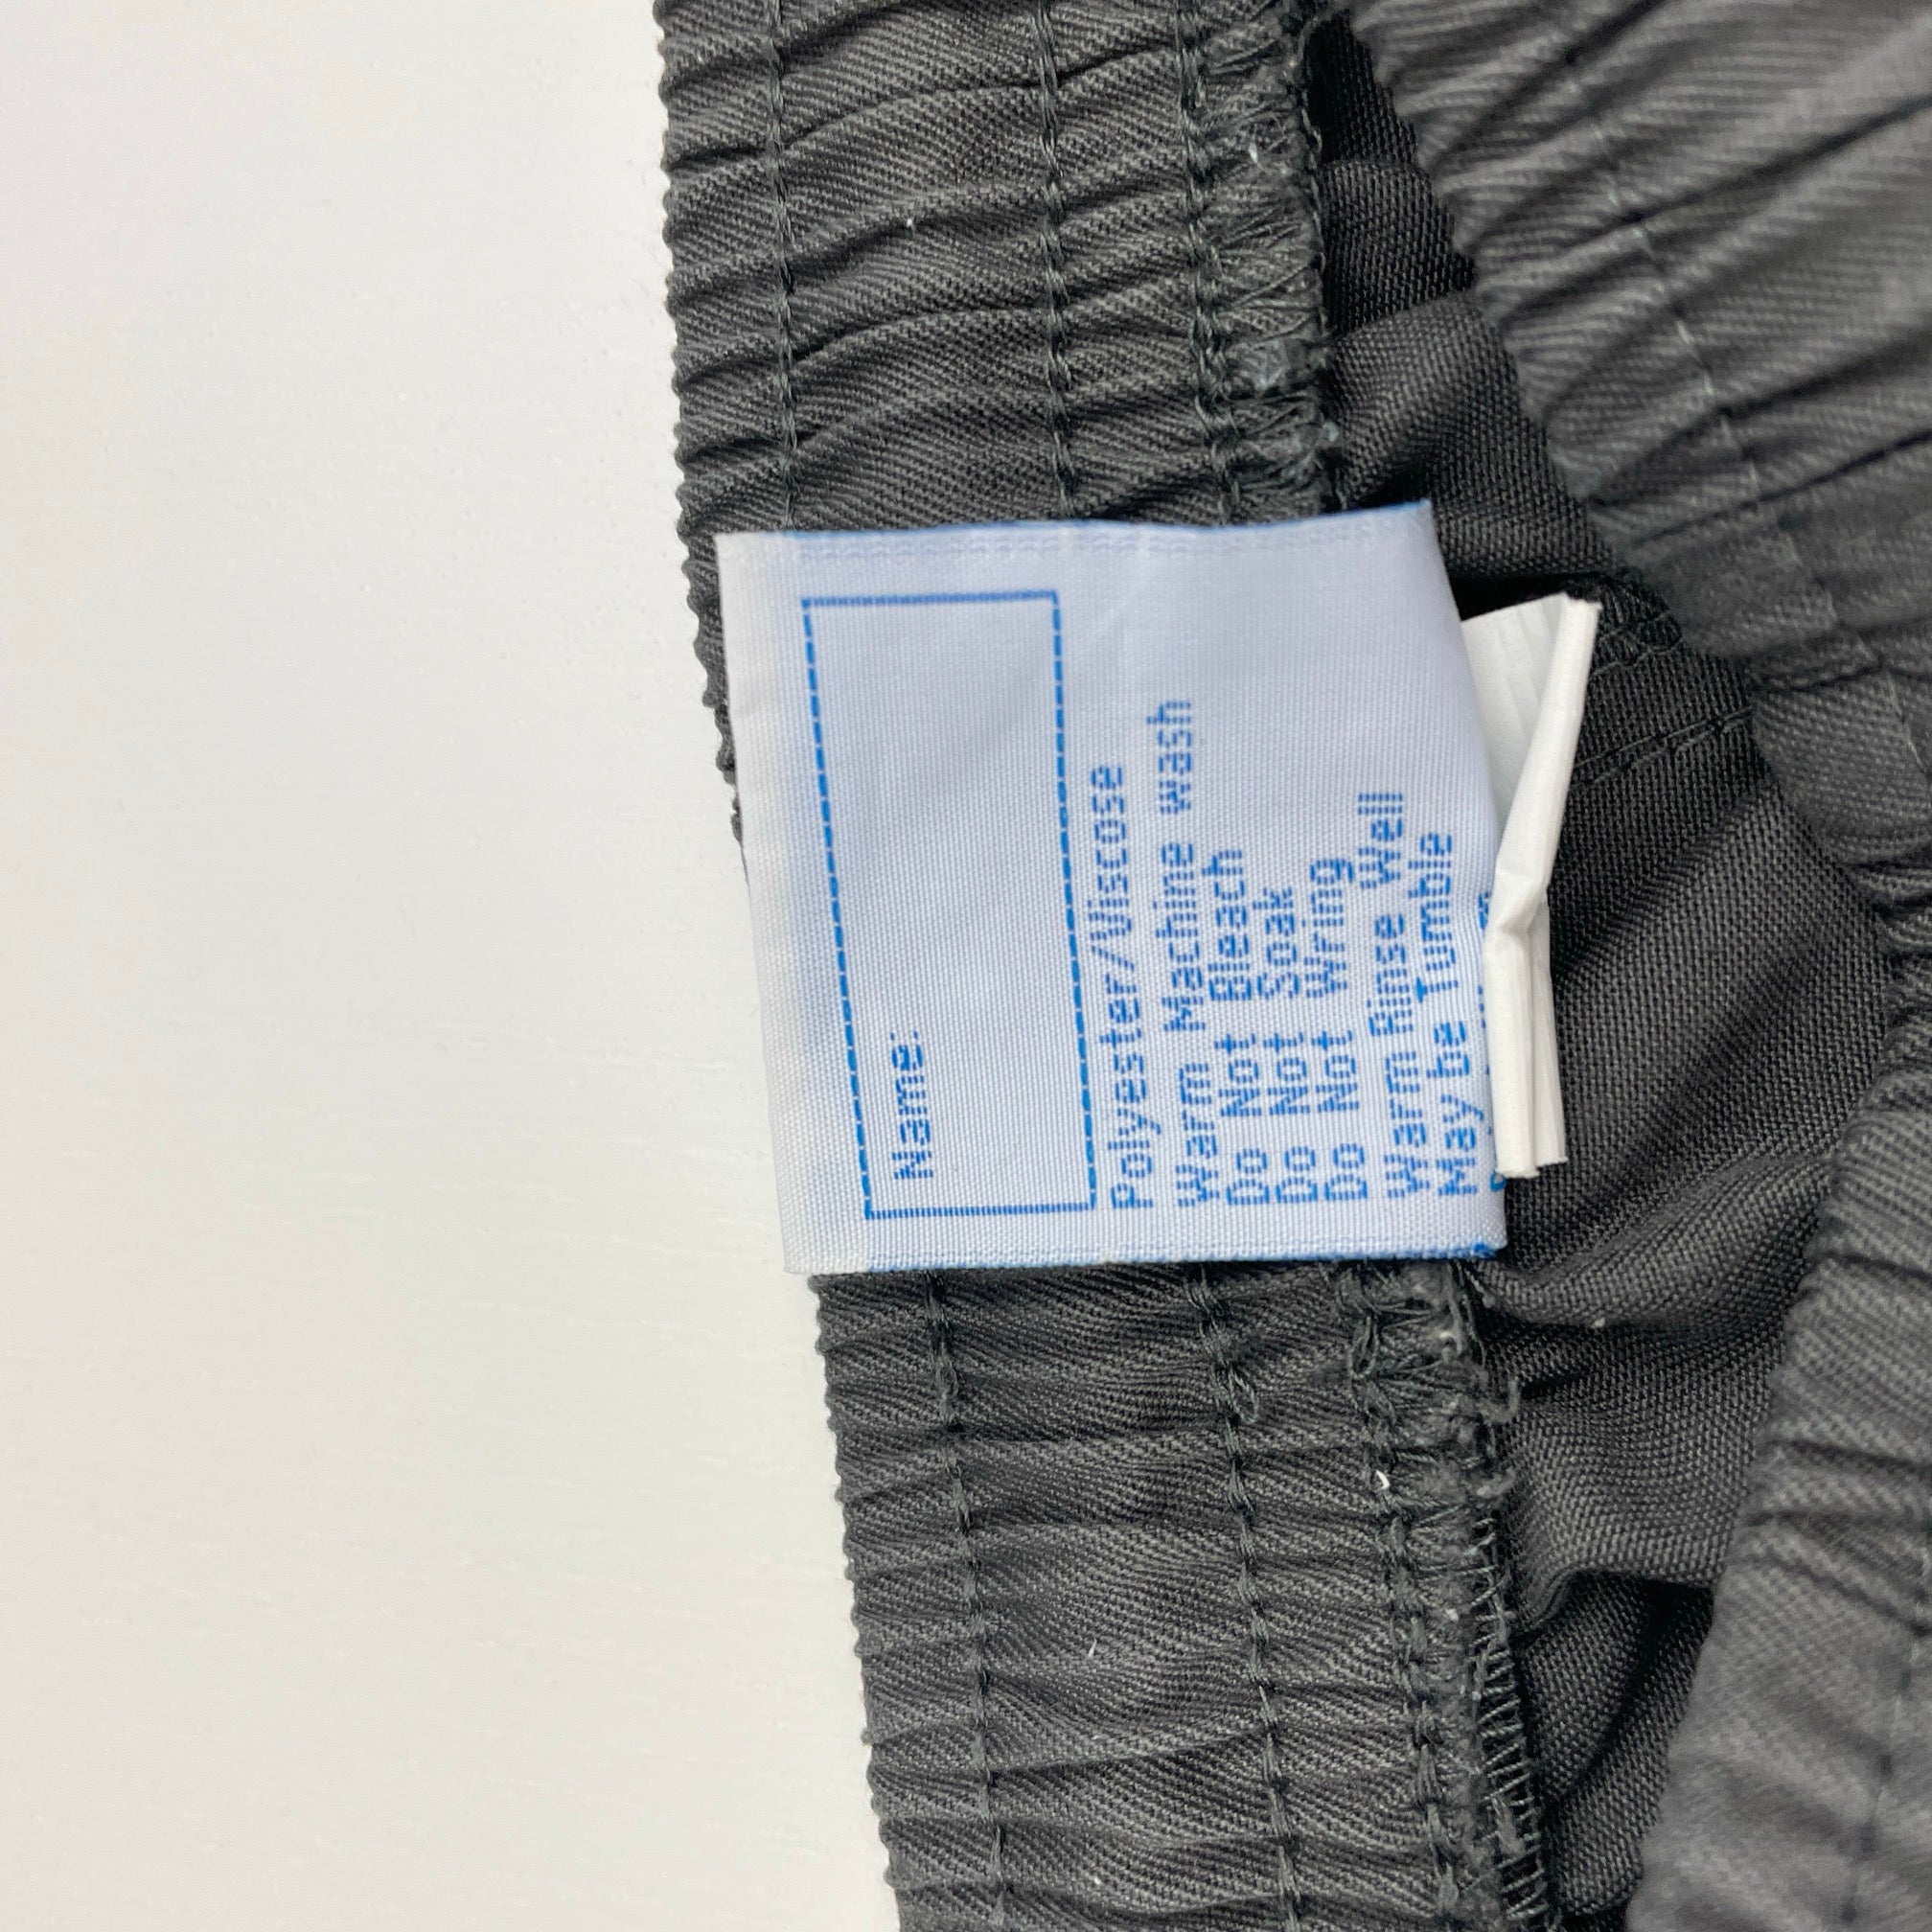 Name:
Polyester/Viscose
Warm Machine wash
Do Not Bleach
Do Not Soak
Do Not Wring
Warm Rinse Well
May be Tumble